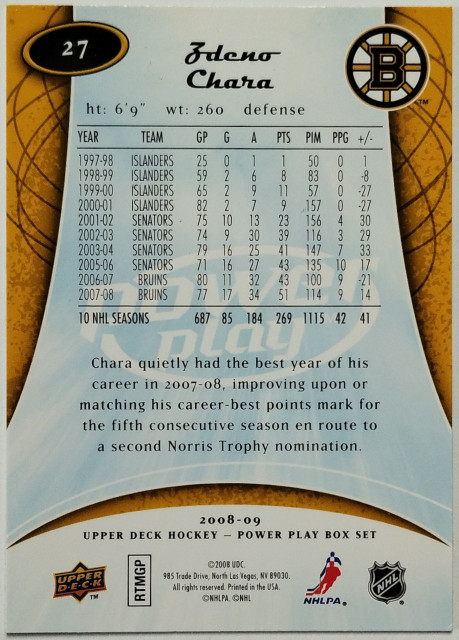 27
Zdeno
Chara
B
TM
ht: 6'9" wt: 260 defense
YEAR TEAM GP G A PTS PIM PPG +/-
1997-98 ISLANDERS 25 0 1 1 50 0 1
1998-99 ISLANDERS 59 2 6 8 83 0 -8
1999-00 ISLANDERS 65 2 9 11 57 0 -27
2000-01 ISLANDERS 82 2 7 9 157 0 -27
2001-02 SENATORS 75 10 13 23 156 4 30
2002-03 SENATORS 74 9 30 39 116 3 29
2003-04 SENATORS 79 16 25 41 147 7 33
2005-06 SENATORS 71 16 27 43 135 10 17
2006-07 BRUINS 80 11 32 43 100 9 -21
2007-08 BRUINS 77 17 34 51 114 9 14
10 NHL SEASONS 687 85 184 269 1115 42 41
power
play
Chara quietly had the best year of his
career in 2007-08, improving upon or
matching his career-best points mark for
the fifth consecutive season en route to
a second Norris Trophy nomination.
2008-09
UPPER DECK HOCKEY – POWER PLAY BOX SET
UPPER
D·E·C·K
TM
RTMGP
©2008 UDC.
985 Trade Drive, North Las Vegas, NV 89030.
All rights reserved. Printed in the USA.
©NHLPA. ©NHL
NHLPA.
NHL